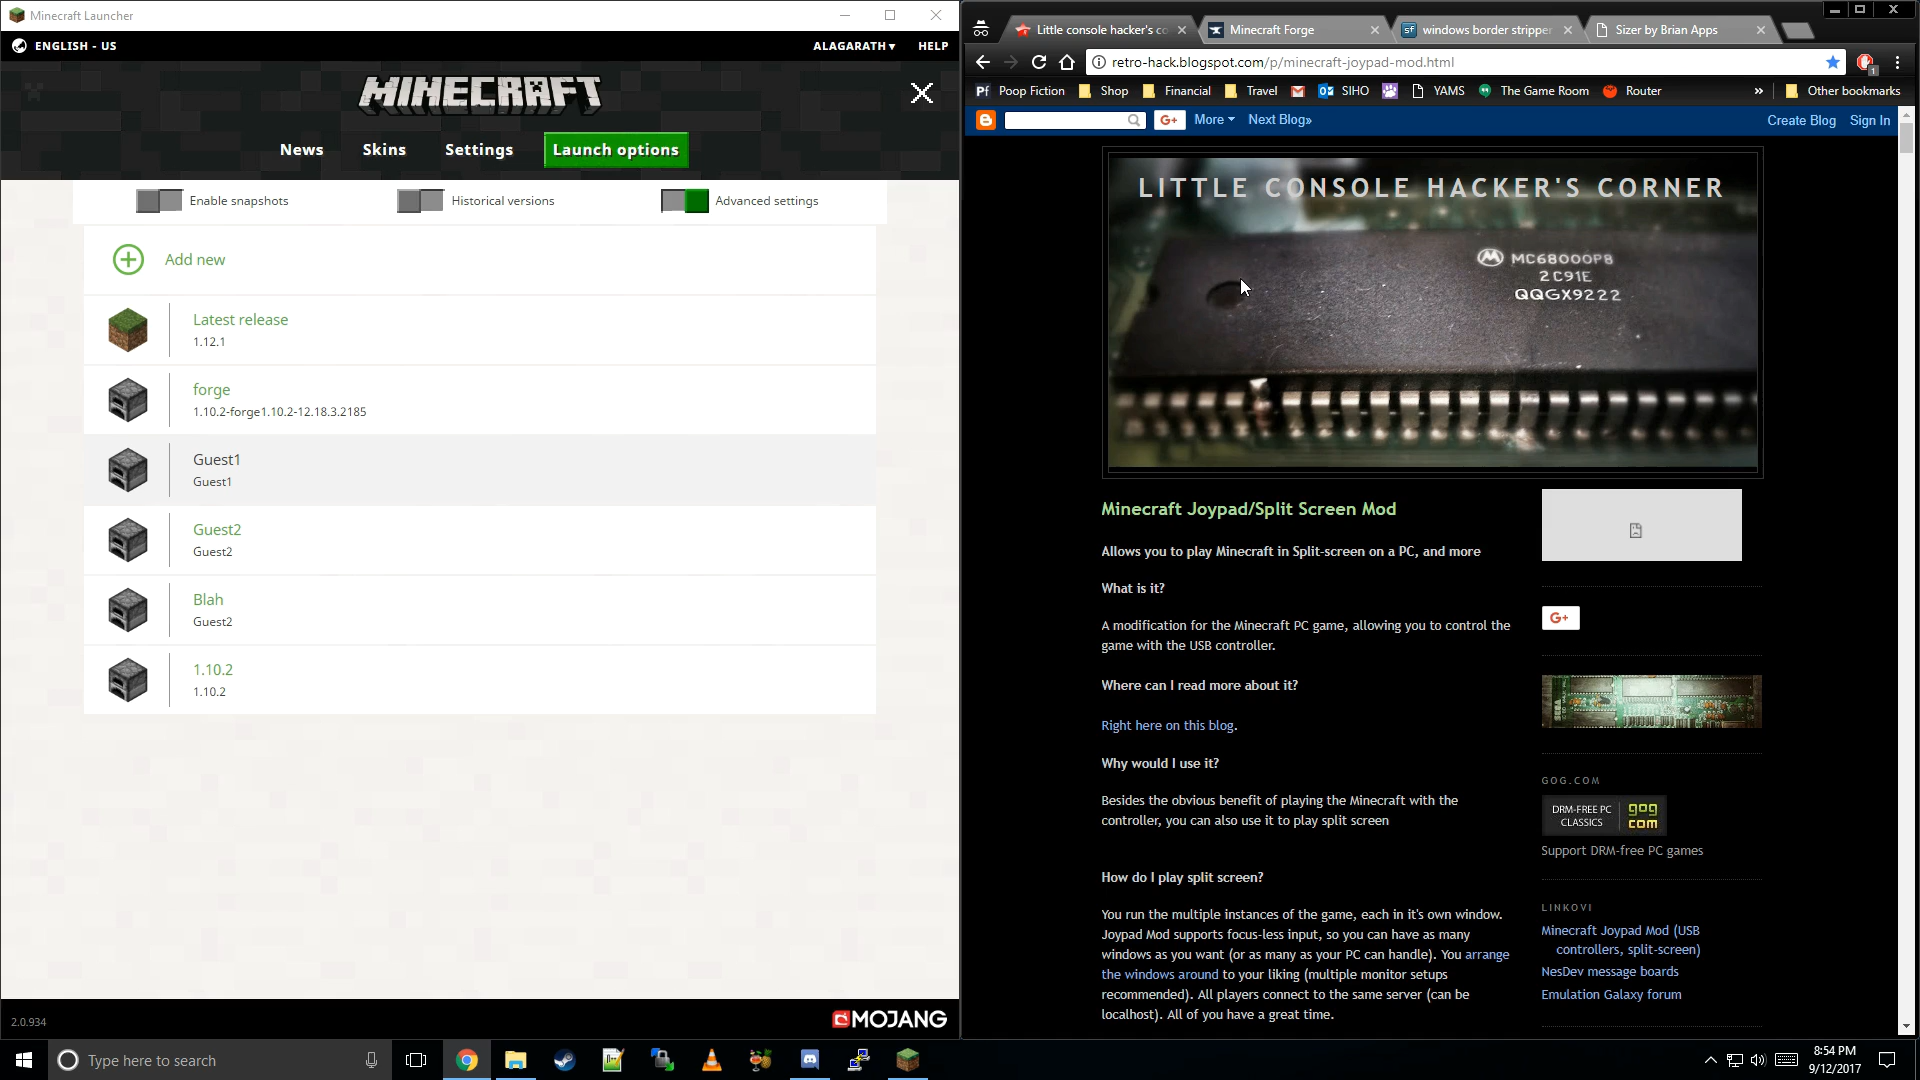 Minecraft Launcher
ENGLISH - US
ALAGARATH▾
HELP
MINECRAFT
News
Skins
Settings
Launch options
Enable snapshots
Historical versions
Advanced settings
Add new
Latest release
1.12.1
forge
1.10.2-forge1.10.2-12.18.3.2185
Guest1
Guest1
Guest2
Guest2
Blah
Guest2
1.10.2
1.10.2
2.0.934
MOJANG
Little console hacker's co
Minecraft Forge
sf
windows border stripper
Sizer by Brian Apps
retro-hack.blogspot.com/p/minecraft-joypad-mod.html
1
Pf Poop Fiction
Shop
Financial
Travel
SIHO
YAMS
The Game Room
Router
»
Other bookmarks
G+
More ▾
Next Blog»
Create Blog
Sign In
LITTLE CONSOLE HACKER'S CORNER
MC68000P8
2C91E
QQGX9222
Minecraft Joypad/Split Screen Mod
Allows you to play Minecraft in Split-screen on a PC, and more
What is it?
A modification for the Minecraft PC game, allowing you to control the
game with the USB controller.
Where can I read more about it?
Right here on this blog.
Why would I use it?
Besides the obvious benefit of playing the Minecraft with the
controller, you can also use it to play split screen
How do I play split screen?
You run the multiple instances of the game, each in it's own window.
Joypad Mod supports focus-less input, so you can have as many
windows as you want (or as many as your PC can handle). You arrange
the windows around to your liking (multiple monitor setups
recommended). All players connect to the same server (can be
localhost). All of you have a great time.
G+
GOG.COM
DRM-FREE PC
CLASSICS
gog
com
Support DRM-free PC games
LINKOVI
Minecraft Joypad Mod (USB
controllers, split-screen)
NesDev message boards
Emulation Galaxy forum
Type here to search
8:54 PM
9/12/2017